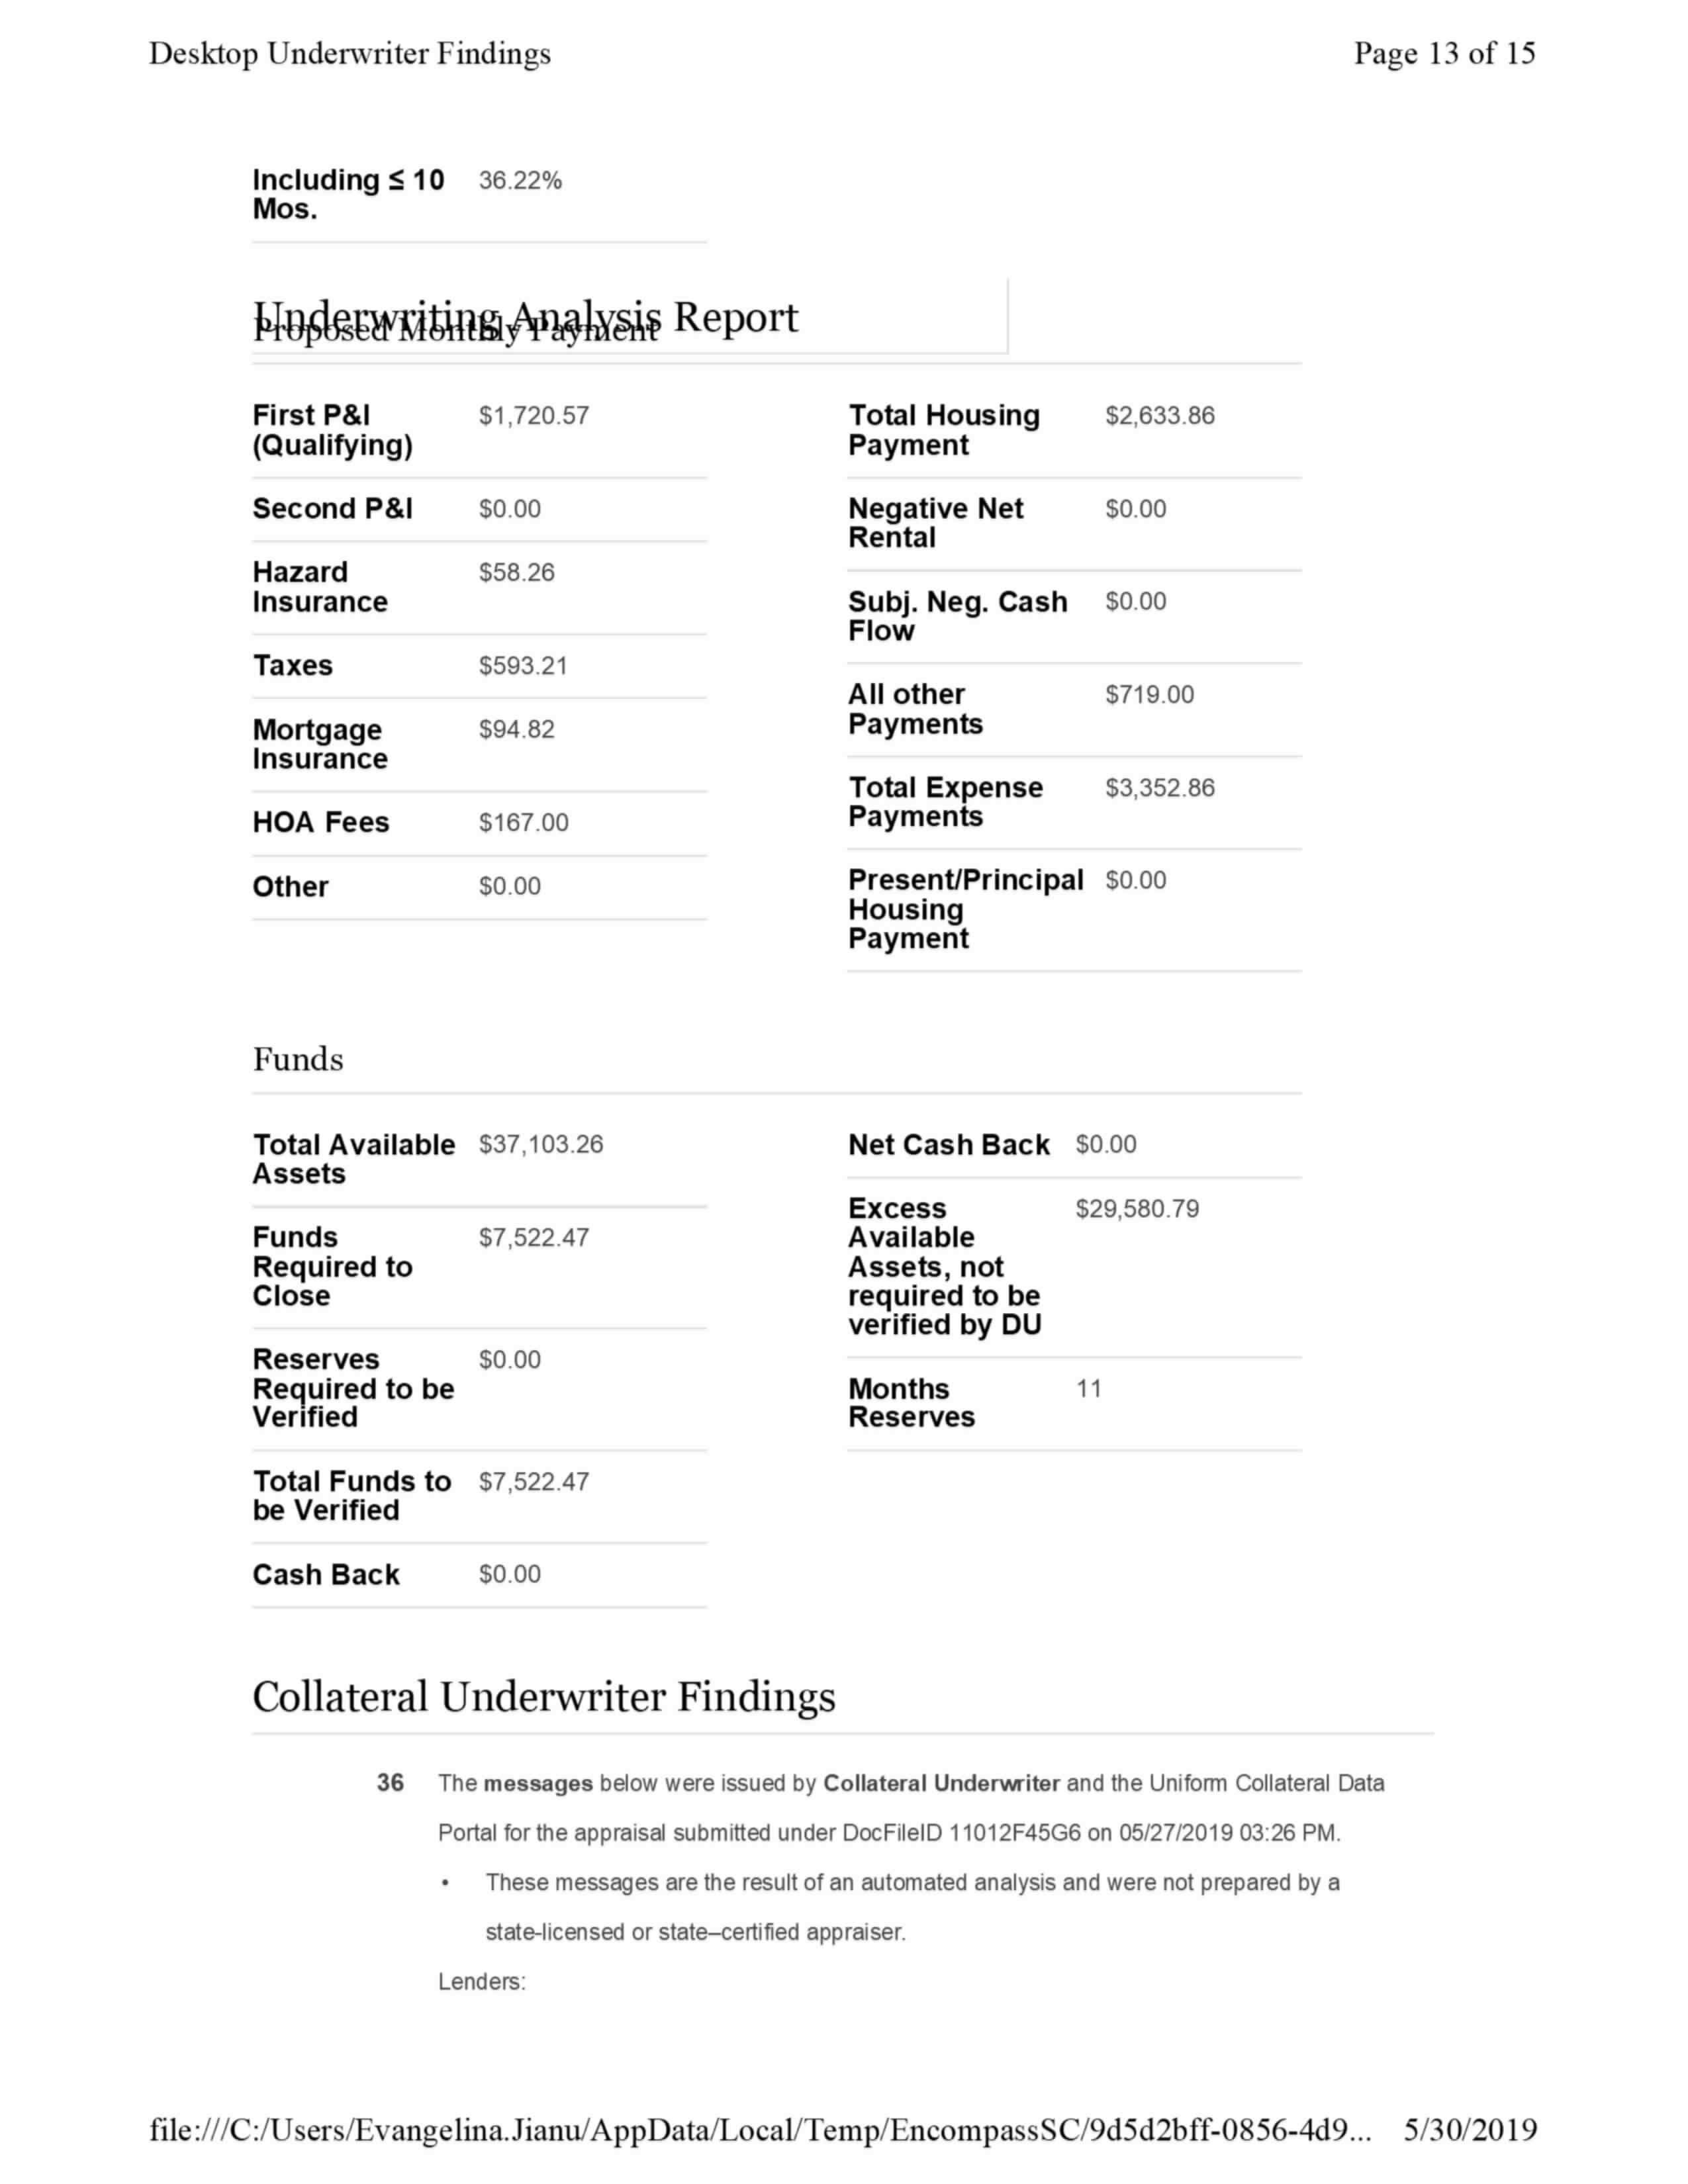 Desktop Underwriter Findings Page 13 of 15
Including ≤ 10 36.22%
Mos.
Underwriting Analysis Report
Proposed Monthly Payment
First P&I $1,720.57
(Qualifying)
Second P&I $0.00
Hazard $58.26
Insurance
Taxes $593.21
Mortgage $94.82
Insurance
HOA Fees $167.00
Other $0.00
Total Housing $2,633.86
Payment
Negative Net $0.00
Rental
Subj. Neg. Cash $0.00
Flow
All other $719.00
Payments
Total Expense $3,352.86
Payments
Present/Principal $0.00
Housing
Payment
Funds
Total Available $37,103.26
Assets
Funds $7,522.47
Required to
Close
Reserves $0.00
Required to be
Verified
Total Funds to $7,522.47
be Verified
Cash Back $0.00
Net Cash Back $0.00
Excess $29,580.79
Available
Assets, not
required to be
verified by DU
Months 11
Reserves
Collateral Underwriter Findings
36 The messages below were issued by Collateral Underwriter and the Uniform Collateral Data
Portal for the appraisal submitted under DocFileID 11012F45G6 on 05/27/2019 03:26 PM.
• These messages are the result of an automated analysis and were not prepared by a
state-licensed or state–certified appraiser.
Lenders:
file:///C:/Users/Evangelina.Jianu/AppData/Local/Temp/EncompassSC/9d5d2bff-0856-4d9... 5/30/2019